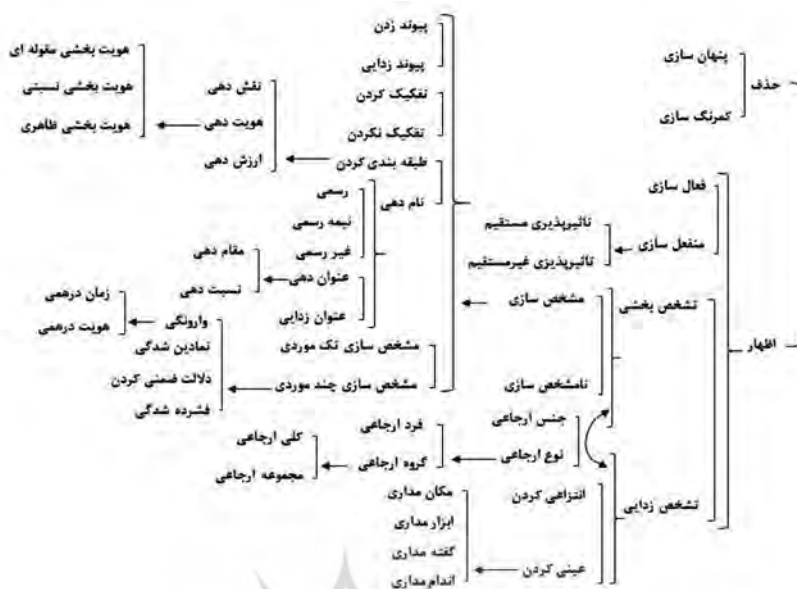 حذف
پنهان سازی
کمرنگ سازی
اظهار
فعال سازی
منفعل سازی
تاثیرپذیری مستقیم
تاثیرپذیری غیرمستقیم
تشخص بخشی
مشخص سازی
پیوند زدن
پیوند زدایی
تفکیک کردن
تفکیک نکردن
طبقه بندی کردن
نقش دهی
هویت دهی
هویت بخشی مقوله ای
هویت بخشی نسبتی
هویت بخشی ظاهری
ارزش دهی
نام دهی
رسمی
نیمه رسمی
غیر رسمی
عنوان دهی
مقام دهی
نسبت دهی
عنوان زدایی
مشخص سازی تک موردی
مشخص سازی چند موردی
وارونگی
زمان درهمی
هویت درهمی
نمادین شدگی
دلالت ضمنی کردن
فشرده شدگی
نامشخص سازی
جنس ارجاعی
نوع ارجاعی
فرد ارجاعی
گروه ارجاعی
کلی ارجاعی
مجموعه ارجاعی
تشخص زدایی
انتزاعی کردن
عینی کردن
مکان مداری
ابزار مداری
گفته مداری
اندام مداری